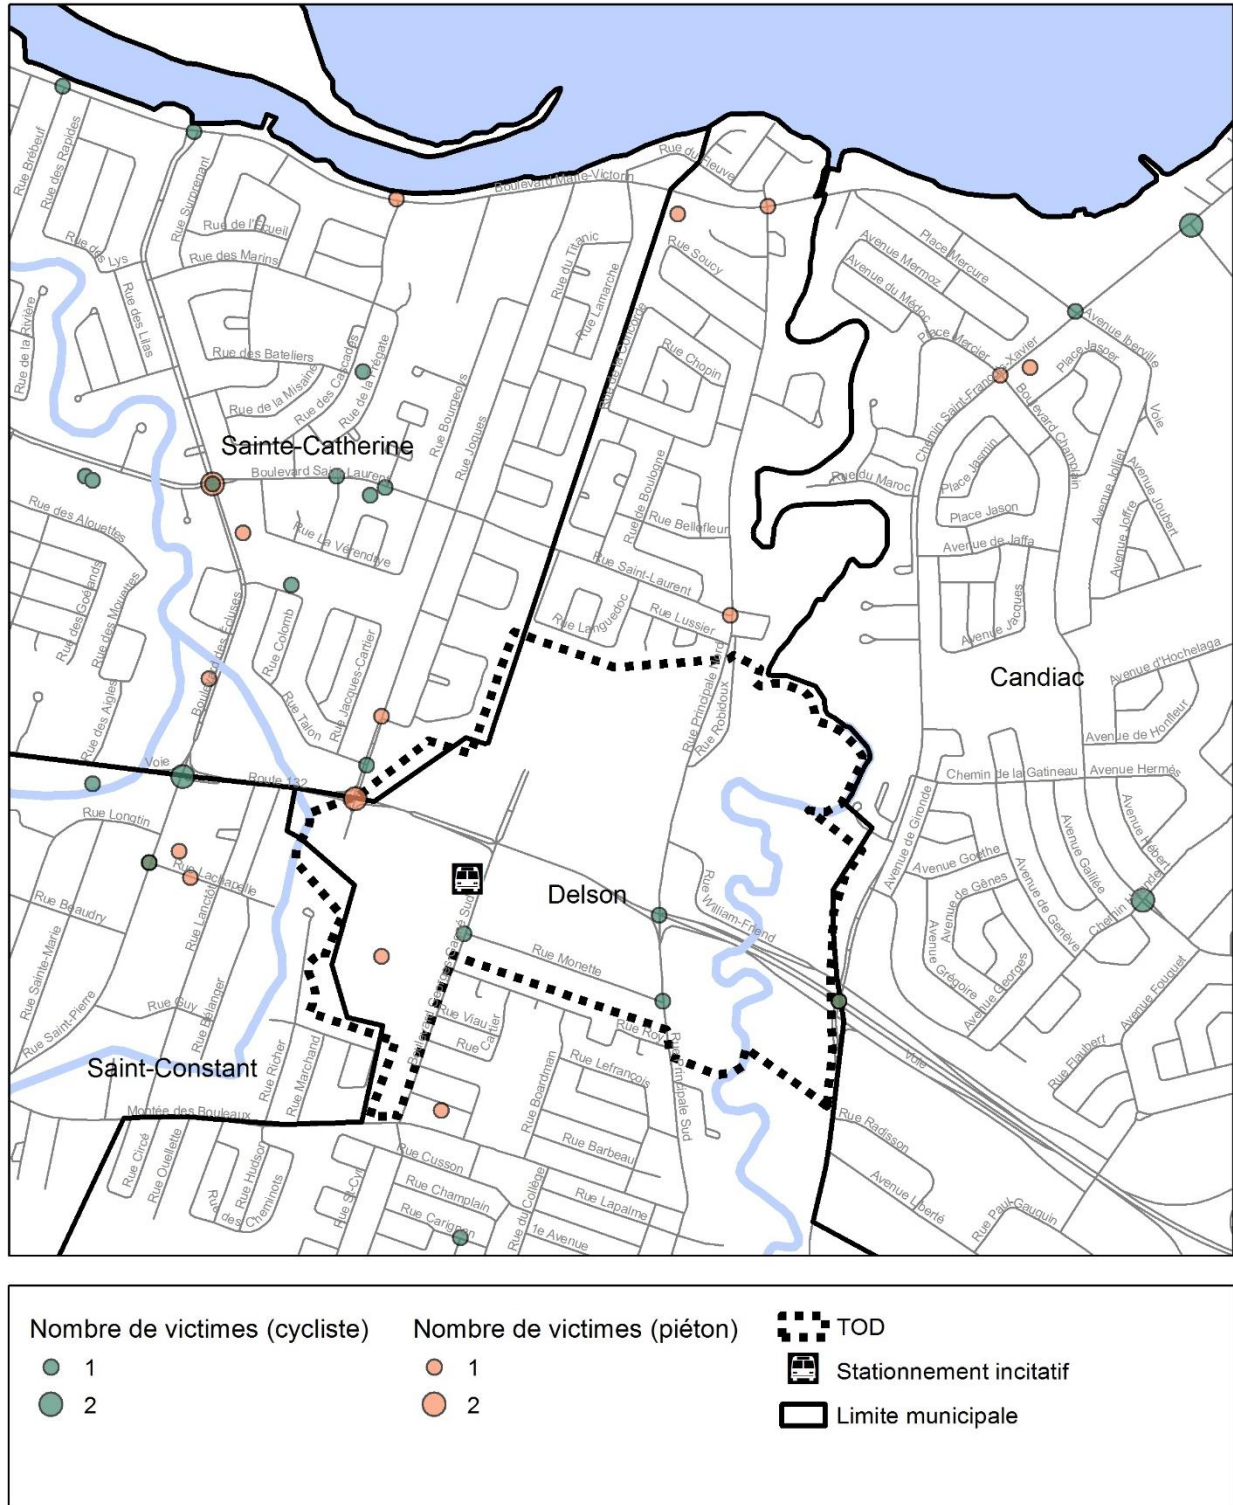 Rue du Fleuve
Boulevard Marie-Victorin
Rue Brébeuf
Rue des Rapides
Rue Surprenant
Rue de l'Écueil
Rue des Lys
Rue des Marins
Rue du Titanic
Rue Lamarche
Rue Soucy
Place Mercure
Avenue Mermoz
Avenue du Médoc
Avenue Iberville
Rue de la Rivière
Rue des Lilas
Rue des Bateliers
Rue de la Misaine
Rue des Cascades
Rue de la Frégate
Rue Bourgeoys
Rue Jogues
Rue de la Concorde
Rue Chopin
Place Mercier
Chemin Saint-François-Xavier
Place Jasper
Boulevard Champlain
Voie
Sainte-Catherine
Boulevard Saint-Laurent
Rue du Maroc
Place Jasmin
Place Jason
Avenue Jolliet
Avenue Joubert
Avenue Joffre
Rue des Alouettes
Rue La Vérendrye
Rue de Boulogne
Rue Bellefleur
Avenue de Jaffa
Rue des Goélands
Rue des Mouettes
Boulevard des Écluses
Rue Colomb
Rue Saint-Laurent
Rue Languedoc
Rue Lussier
Avenue Jacques
Rue des Aigles
Rue Talon
Rue Jacques-Cartier
Rue Principale Nord
Rue Robidoux
Candiac
Avenue d'Hochelaga
Avenue de Honfleur
Voie
Route 132
Chemin de la Gatineau
Avenue Hermès
Rue Longtin
Rue Lachapelle
Rue Lanctôt
Rue Beaudry
Delson
Rue William-Friend
Avenue de Gironde
Avenue Goethe
Avenue de Gênes
Avenue de Genève
Avenue Galilée
Avenue Hébert
Rue Sainte-Marie
Rue Saint-Pierre
Rue Guy
Rue Bélanger
Boulevard Georges-Gagné Sud
Rue Monette
Avenue Grégoire
Avenue Georges
Avenue Fouquet
Rue Viau
Rue Cartier
Rue Roy
Rue Principale Sud
Voie
Rue Flaubert
Saint-Constant
Rue Richer
Rue Marchand
Rue Lefrançois
Rue Boardman
Montée des Bouleaux
Rue Radisson
Rue Circé
Rue Ouellette
Rue Hudson
Rue des Cheminots
Rue St-Cyr
Rue Cusson
Rue Barbeau
Rue Champlain
Rue du Collège
Rue Lapalme
Rue Carignan
1e Avenue
Avenue Liberté
Rue Paul-Gauguin
Nombre de victimes (cycliste)
1
2
Nombre de victimes (piéton)
1
2
TOD
Stationnement incitatif
Limite municipale